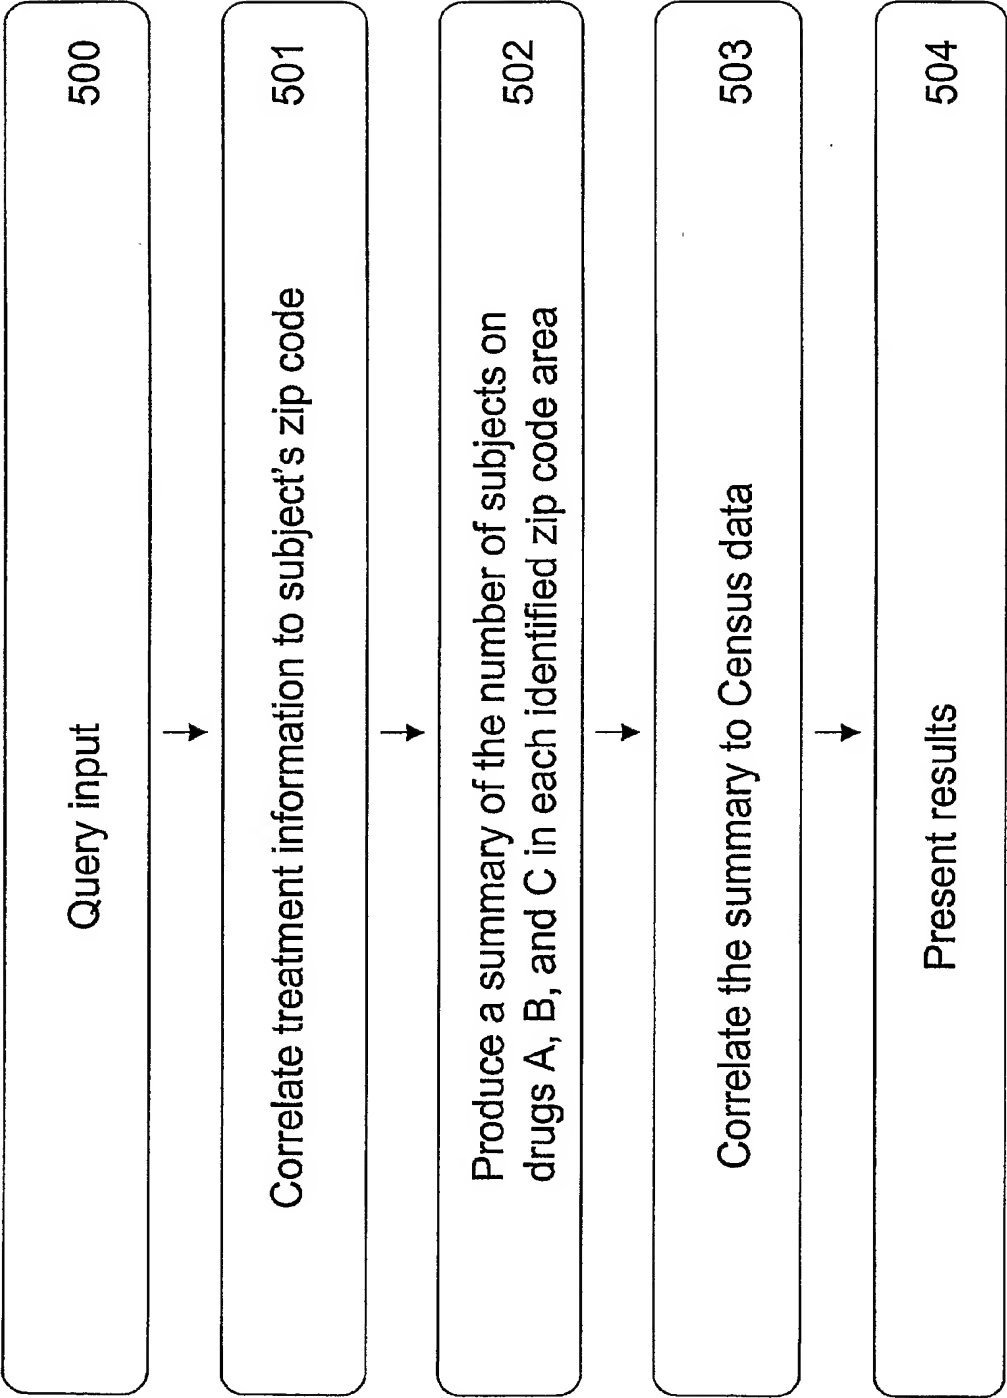 Query input 500
Correlate treatment information to subject's zip code 501
Produce a summary of the number of subjects on 502
drugs A, B, and C in each identified zip code area
Correlate the summary to Census data 503
Present results 504